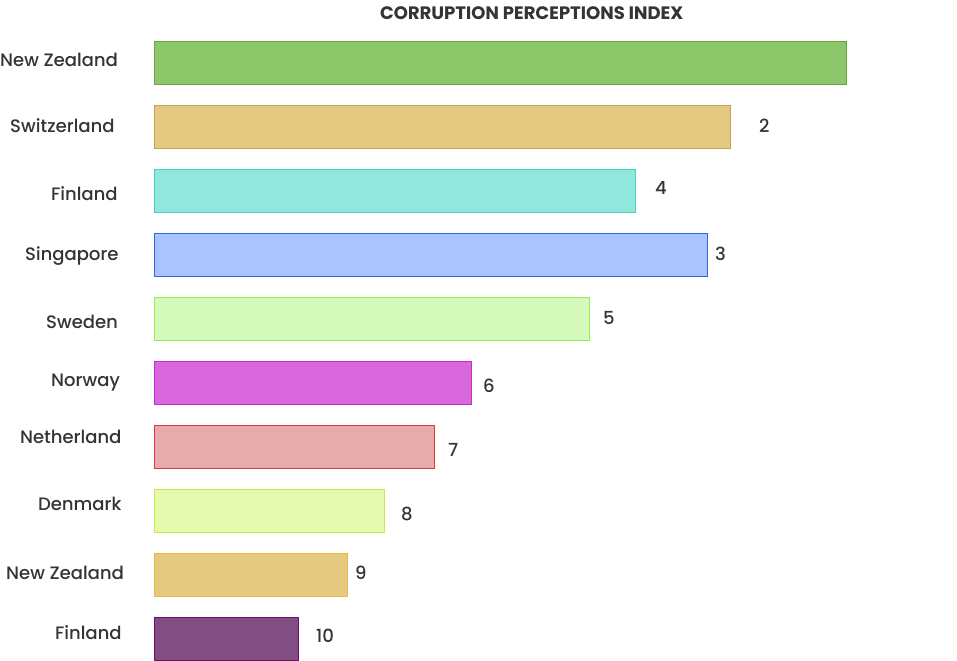 CORRUPTION PERCEPTIONS INDEX
New Zealand
Switzerland 2
Finland 4
Singapore 3
Sweden 5
Norway 6
Netherland 7
Denmark 8
New Zealand 9
Finland 10